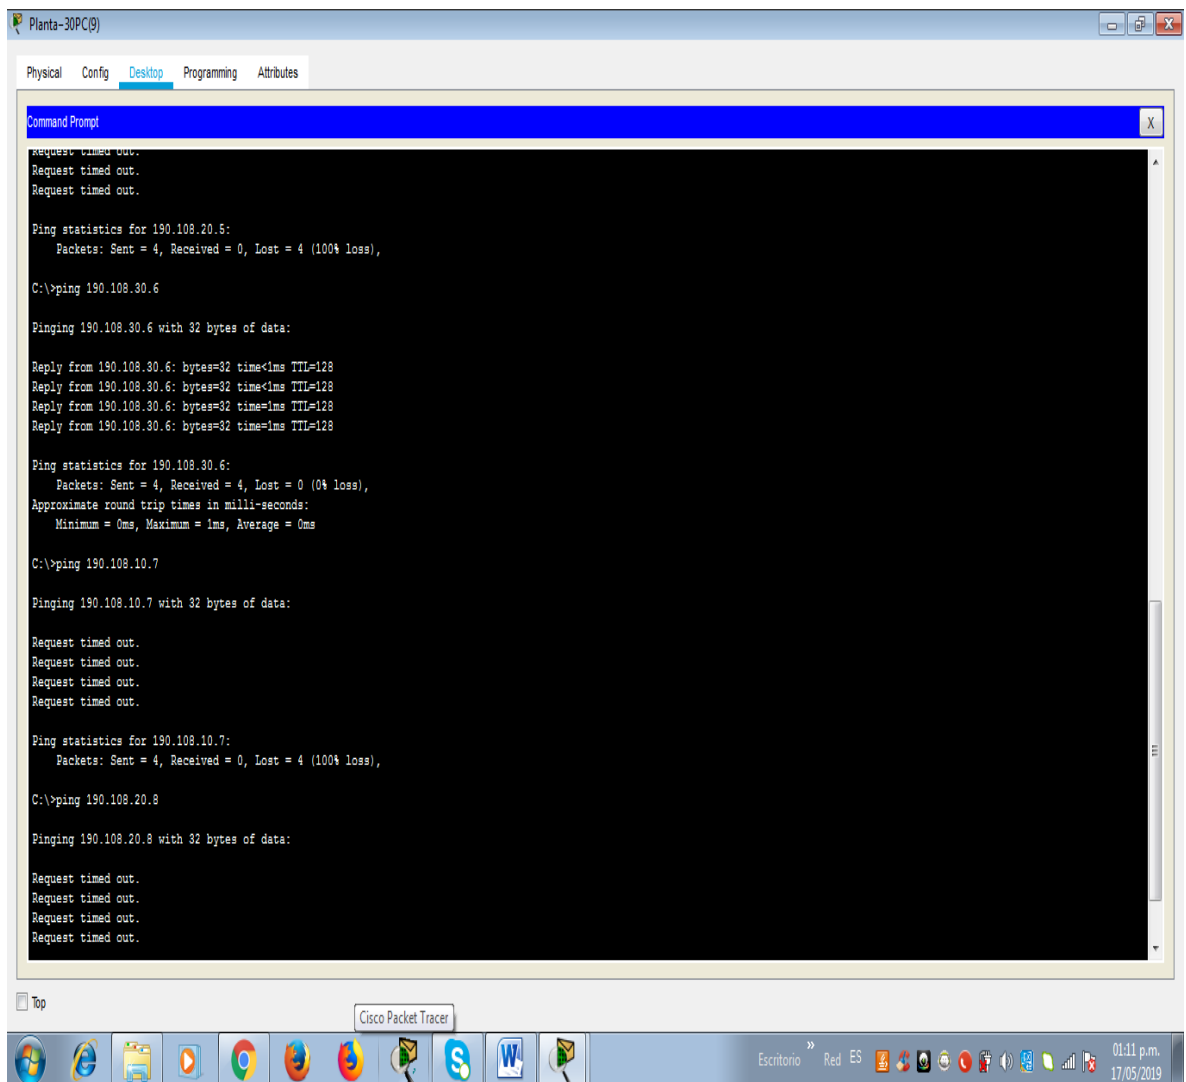 Planta-30PC(9)
Physical Config Desktop Programming Attributes
Command Prompt
X
Request timed out.
Request timed out.
Request timed out.
Ping statistics for 190.108.20.5:
Packets: Sent = 4, Received = 0, Lost = 4 (100% loss),
C:\>ping 190.108.30.6
Pinging 190.108.30.6 with 32 bytes of data:
Reply from 190.108.30.6: bytes=32 time<1ms TTL=128
Reply from 190.108.30.6: bytes=32 time<1ms TTL=128
Reply from 190.108.30.6: bytes=32 time=1ms TTL=128
Reply from 190.108.30.6: bytes=32 time=1ms TTL=128
Ping statistics for 190.108.30.6:
Packets: Sent = 4, Received = 4, Lost = 0 (0% loss),
Approximate round trip times in milli-seconds:
Minimum = 0ms, Maximum = 1ms, Average = 0ms
C:\>ping 190.108.10.7
Pinging 190.108.10.7 with 32 bytes of data:
Request timed out.
Request timed out.
Request timed out.
Request timed out.
Ping statistics for 190.108.10.7:
Packets: Sent = 4, Received = 0, Lost = 4 (100% loss),
C:\>ping 190.108.20.8
Pinging 190.108.20.8 with 32 bytes of data:
Request timed out.
Request timed out.
Request timed out.
Request timed out.
Top
Cisco Packet Tracer
Escritorio » Red ES 01:11 p.m.
17/05/2019